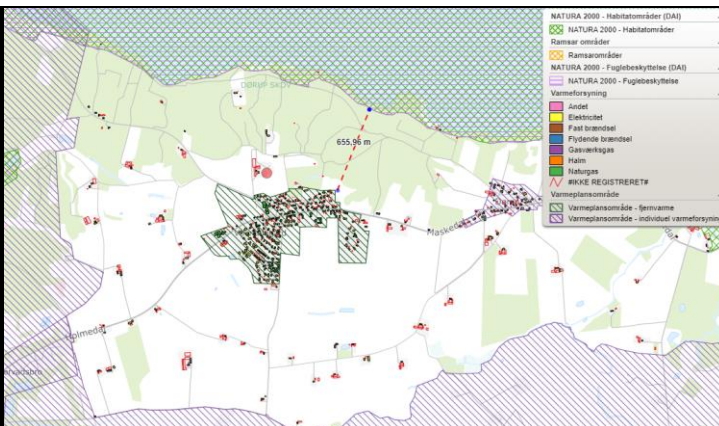 NATURA 2000 - Habitatområder (DAI)
NATURA 2000 - Habitatområder
Ramsar områder
Ramsarområder
NATURA 2000 - Fuglebeskyttelse (DAI)
NATURA 2000 - Fuglebeskyttelse
Varmeforsyning
Andet
Elektricitet
Fast brændsel
Flydende brændsel
Gasværksgas
Halm
Naturgas
#IKKE REGISTRERET#
Varmeplansområde
Varmeplansområde - fjernvarme
Varmeplansområde - individuel varmeforsyning
DØRUP SKOV
655,96 m
Maskedal
Holmedal